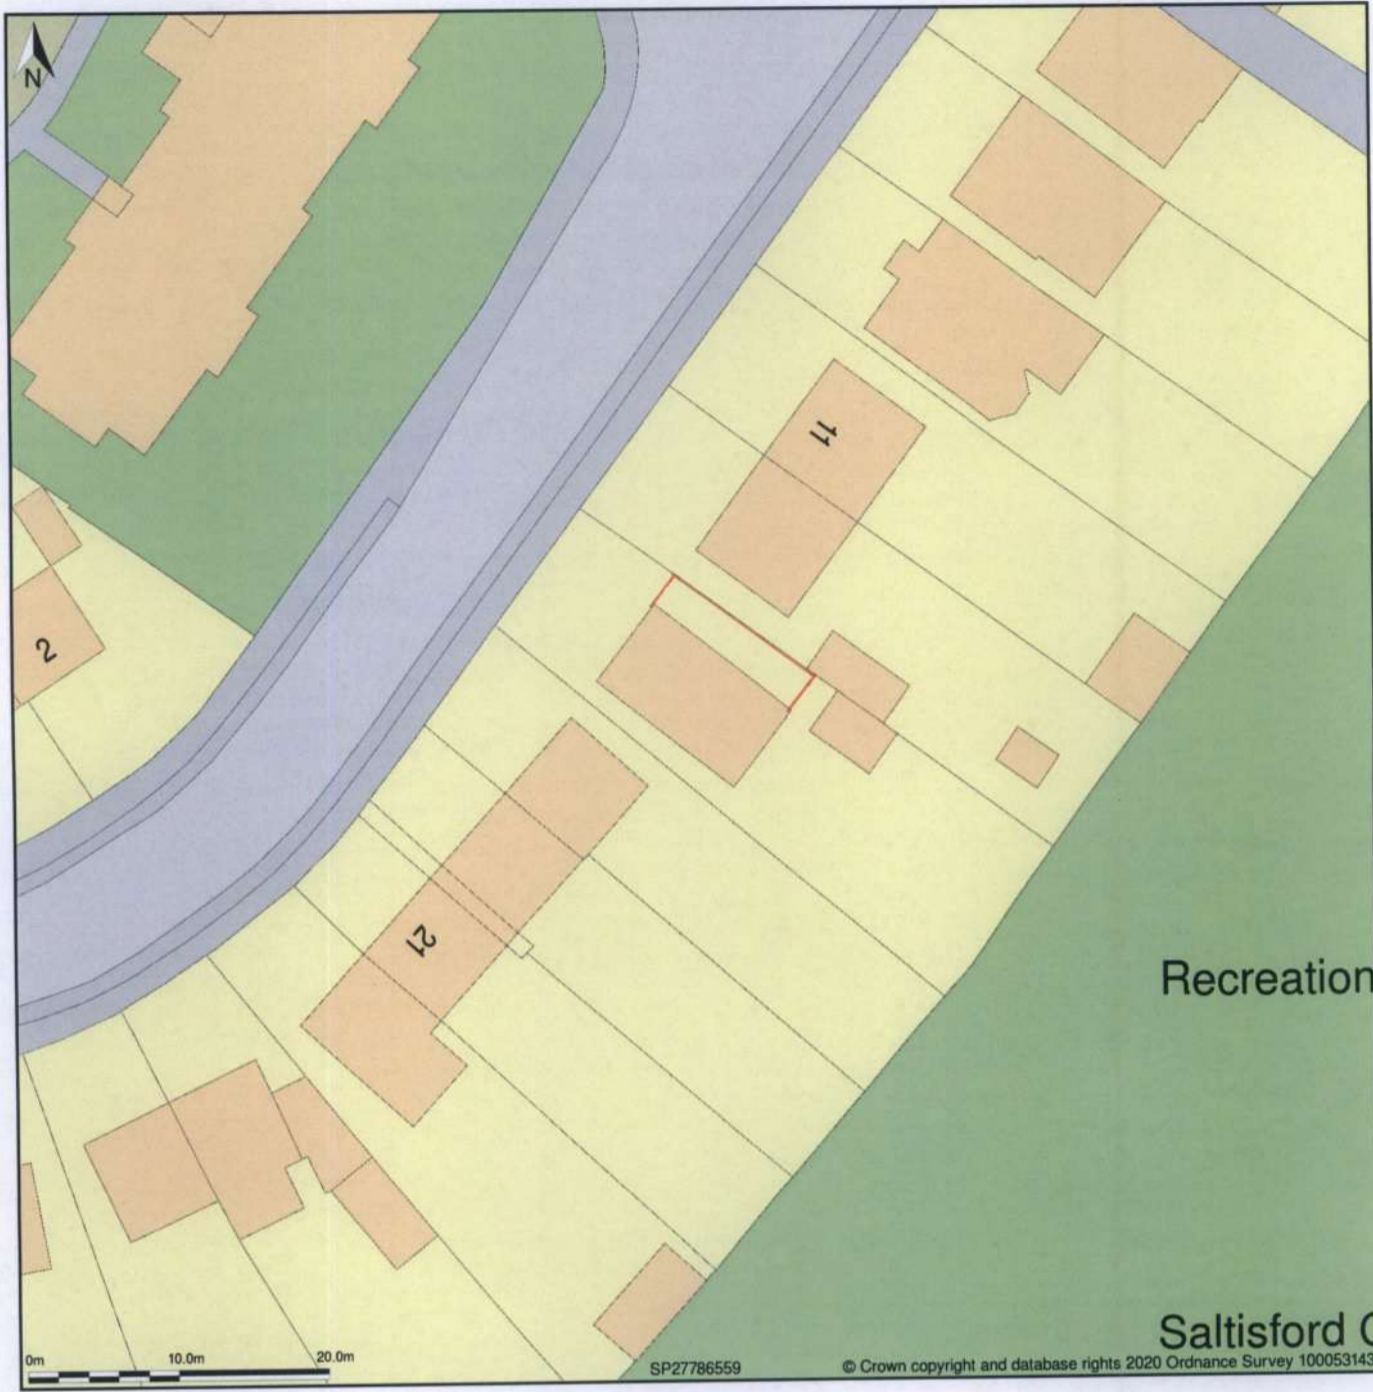 N
11
2
21
Recreation
Saltisford
0m 10.0m 20.0m
SP27786559
© Crown copyright and database rights 2020 Ordnance Survey 100053143